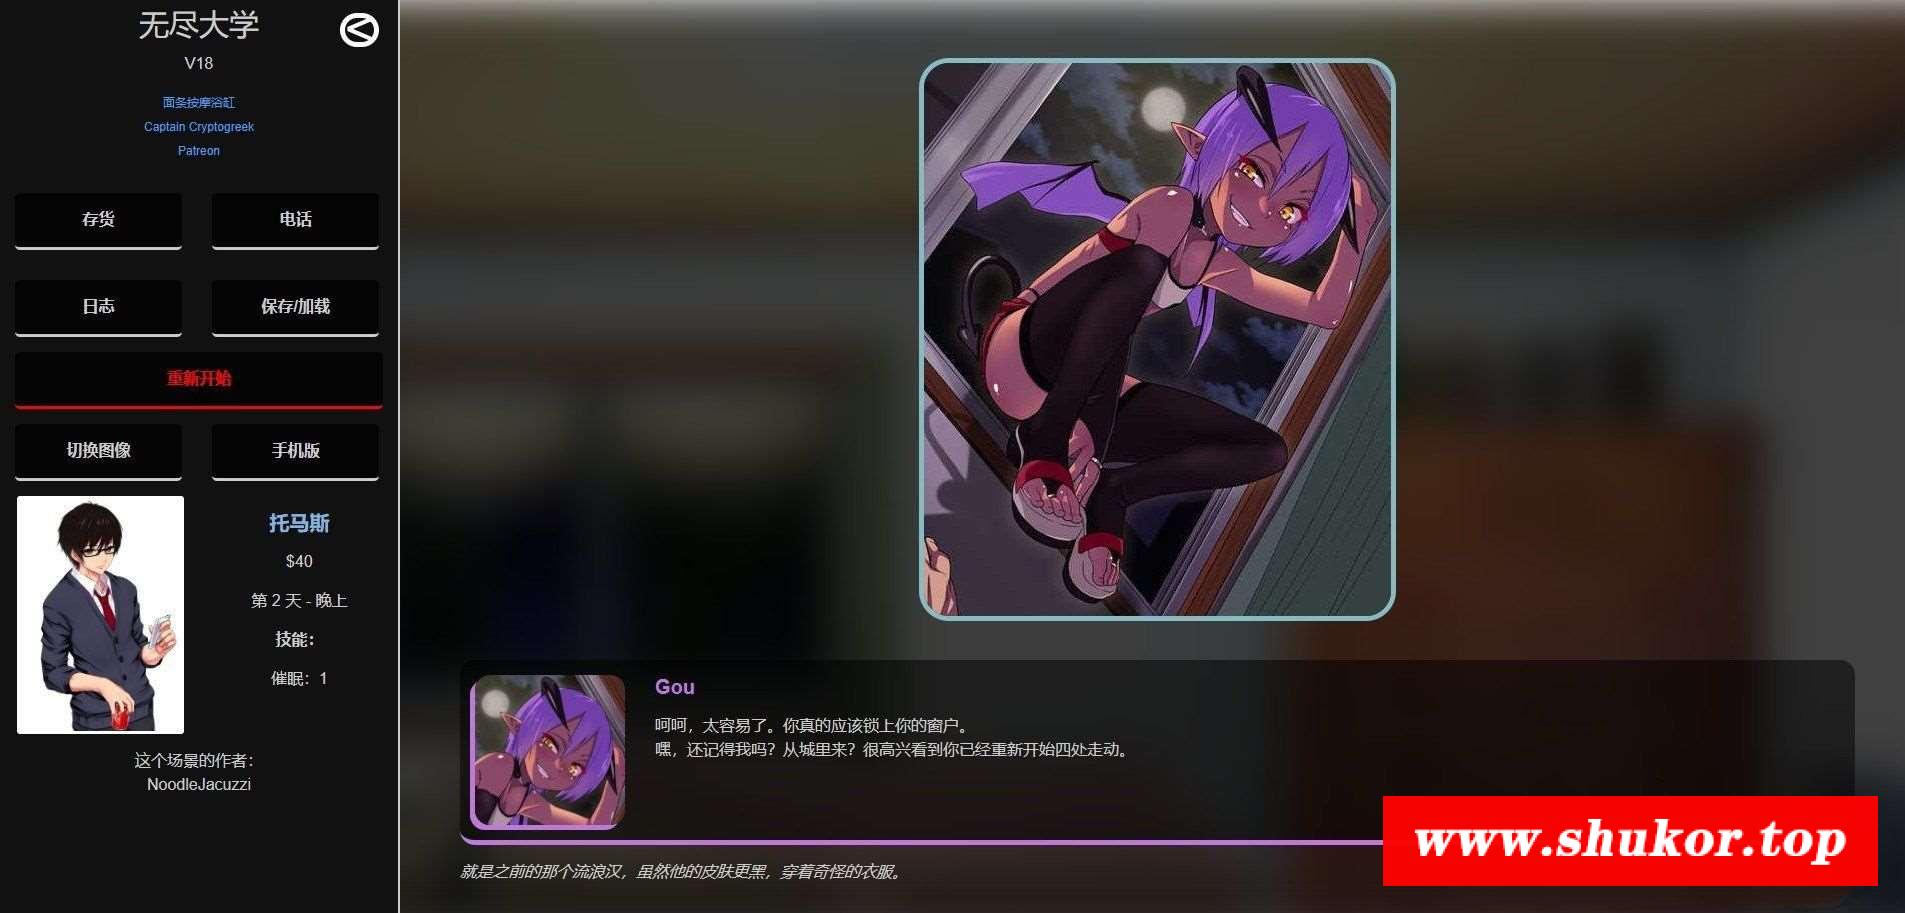 无尽大学
V18
面条按摩浴缸
Captain Cryptogreek
Patreon
存货
电话
日志
保存/加载
重新开始
切换图像
手机版
托马斯
$40
第 2 天 - 晚上
技能：
催眠：1
这个场景的作者：
NoodleJacuzzi
Gou
呵呵，太容易了。你真的应该锁上你的窗户。
嘿，还记得我吗？从城里来？很高兴看到你已经重新开始四处走动。
就是之前的那个流浪汉，虽然他的皮肤更黑，穿着奇怪的衣服。
www.shukor.top